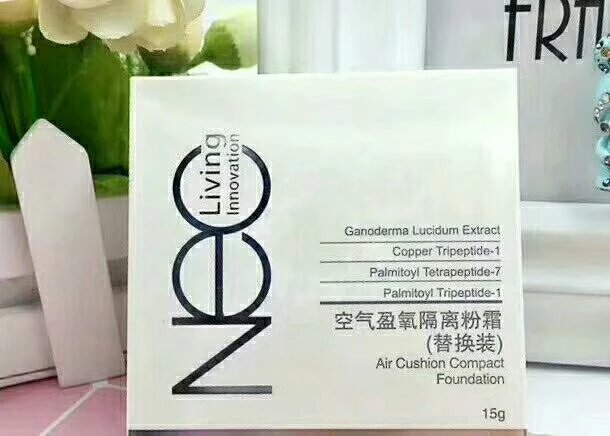 FRA
NEO
Living
Innovation
Ganoderma Lucidum Extract
Copper Tripeptide-1
Palmitoyl Tetrapeptide-7
Palmitoyl Tripeptide-1
空气盈氧隔离粉霜
(替换装)
Air Cushion Compact
Foundation
15g